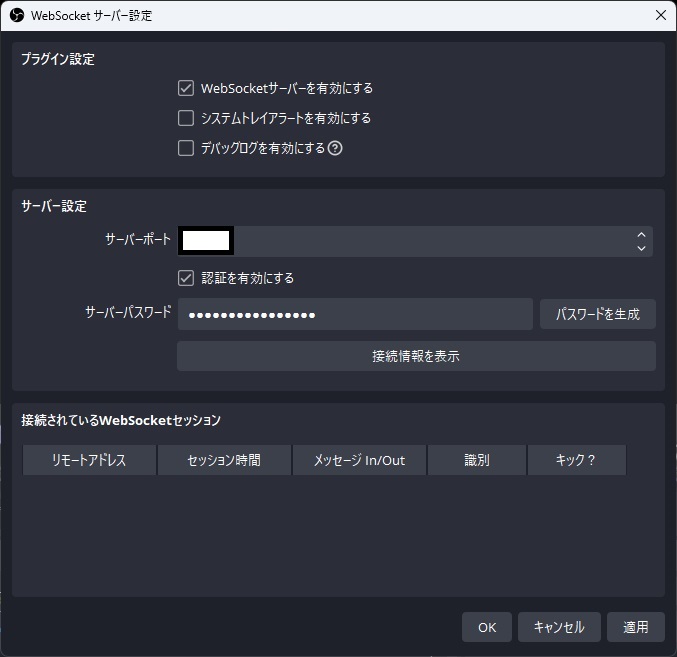 WebSocket サーバー設定
プラグイン設定
WebSocketサーバーを有効にする
システムトレイアラートを有効にする
デバッグログを有効にする
サーバー設定
サーバーポート
認証を有効にする
サーバーパスワード ●●●●●●●●●●●●●●●● パスワードを生成
接続情報を表示
接続されているWebSocketセッション
リモートアドレス セッション時間 メッセージ In/Out 識別 キック？
OK キャンセル 適用